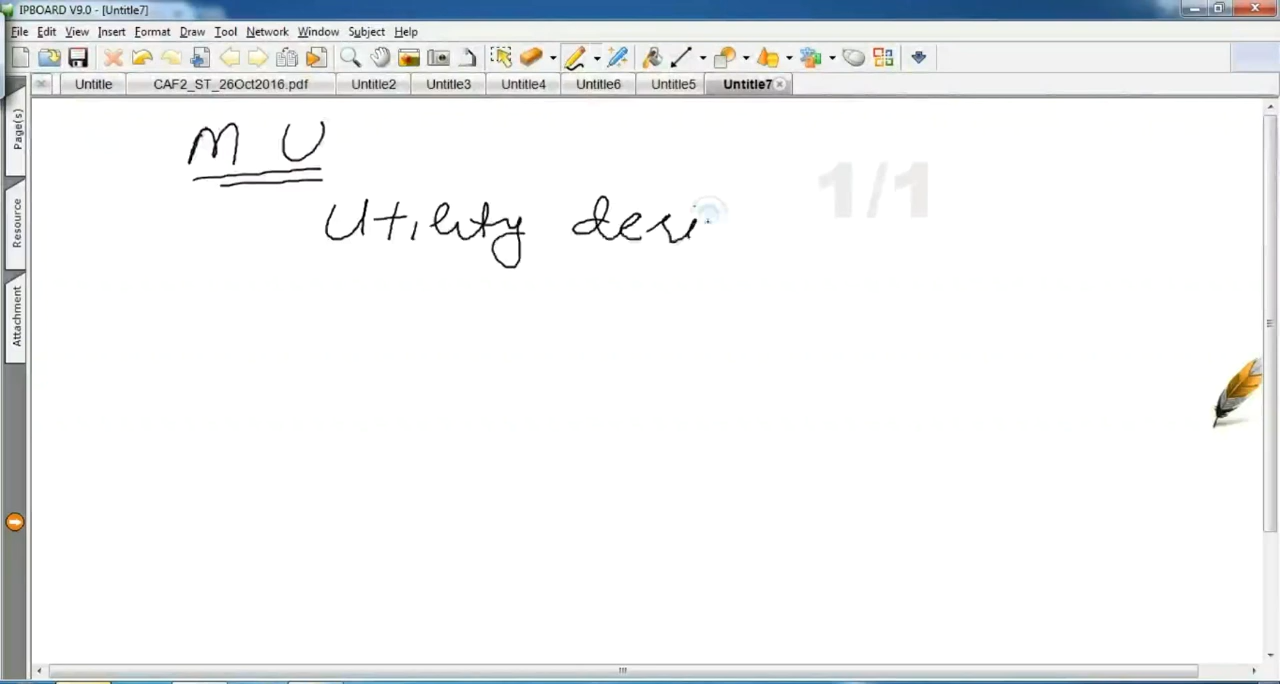 IPBOARD V9.0 - [Untitle7]
File Edit View Insert Format Draw Tool Network Window Subject Help
Untitle CAF2_ST_26Oct2016.pdf Untitle2 Untitle3 Untitle4 Untitle6 Untitle5 Untitle7
Page(s)
Resource
Attachment
M U
1/1
Utility deri